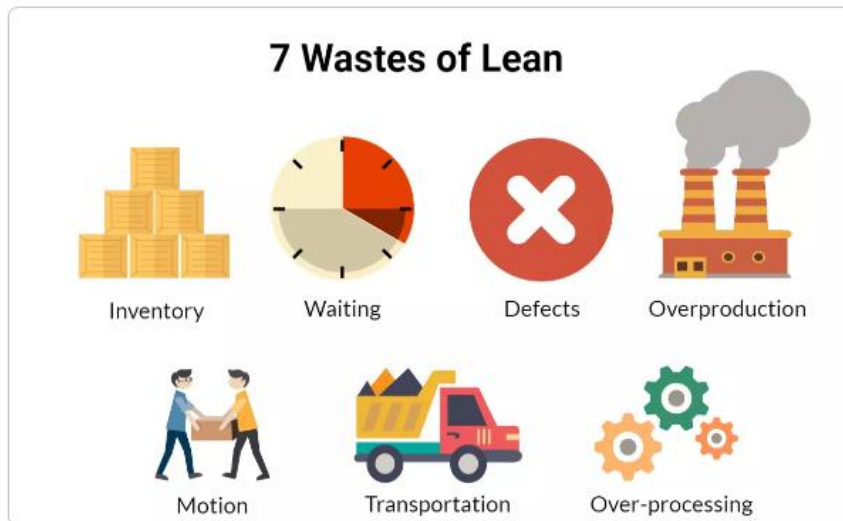 7 Wastes of Lean
Inventory
Waiting
Defects
Overproduction
Motion
Transportation
Over-processing